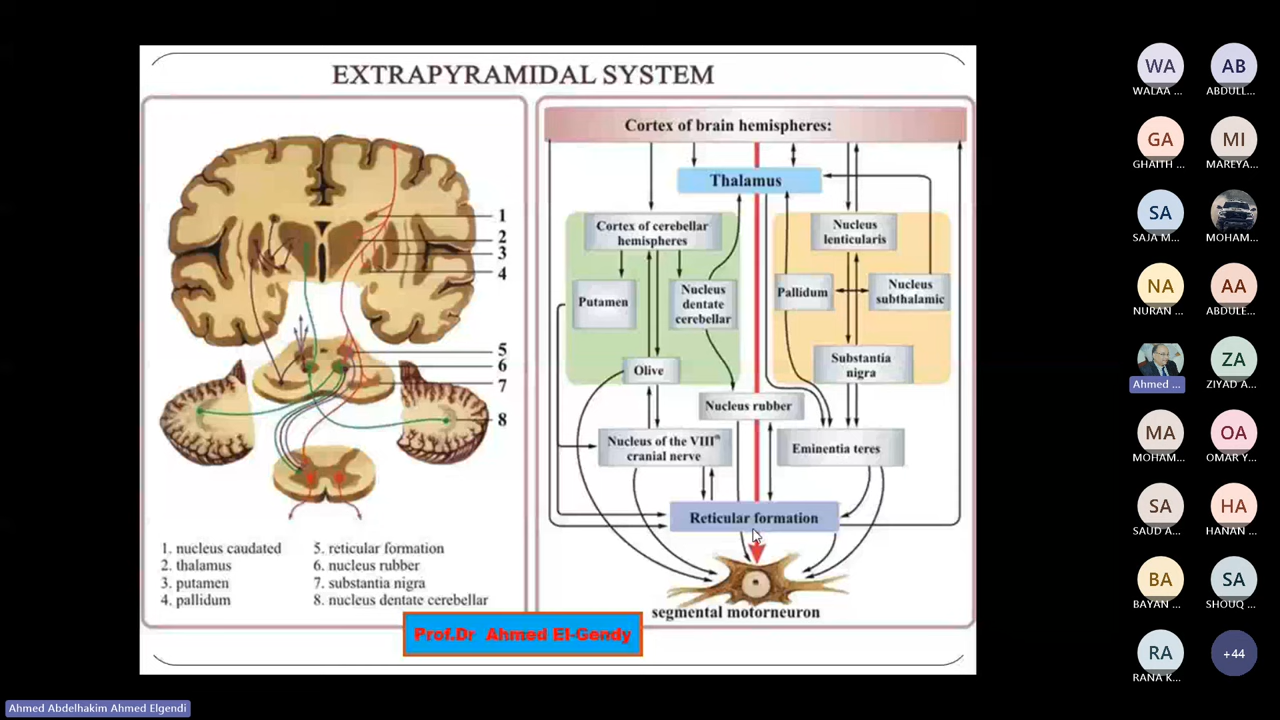 EXTRAPYRAMIDAL SYSTEM
1
2
3
4
5
6
7
8
1. nucleus caudated
2. thalamus
3. putamen
4. pallidum
5. reticular formation
6. nucleus rubber
7. substantia nigra
8. nucleus dentate cerebellar
Cortex of brain hemispheres:
Thalamus
Cortex of cerebellar
hemispheres
Nucleus
lenticularis
Putamen
Nucleus
dentate
cerebellar
Pallidum
Nucleus
subthalamic
Olive
Substantia
nigra
Nucleus rubber
Nucleus of the VIIIth
cranial nerve
Eminentia teres
Reticular formation
segmental motorneuron
Prof.Dr Ahmed El-Gendy
WA
WALAA ...
AB
ABDULL...
GA
GHAITH ...
MI
MAREYA...
SA
SAJA M...
MOHAM...
NA
NURAN ...
AA
ABDULE...
Ahmed ...
ZA
ZIYAD A...
MA
MOHAM...
OA
OMAR Y...
SA
SAUD A...
HA
HANAN ...
BA
BAYAN ...
SA
SHOUQ ...
RA
RANA K...
+44
Ahmed Abdelhakim Ahmed Elgendi